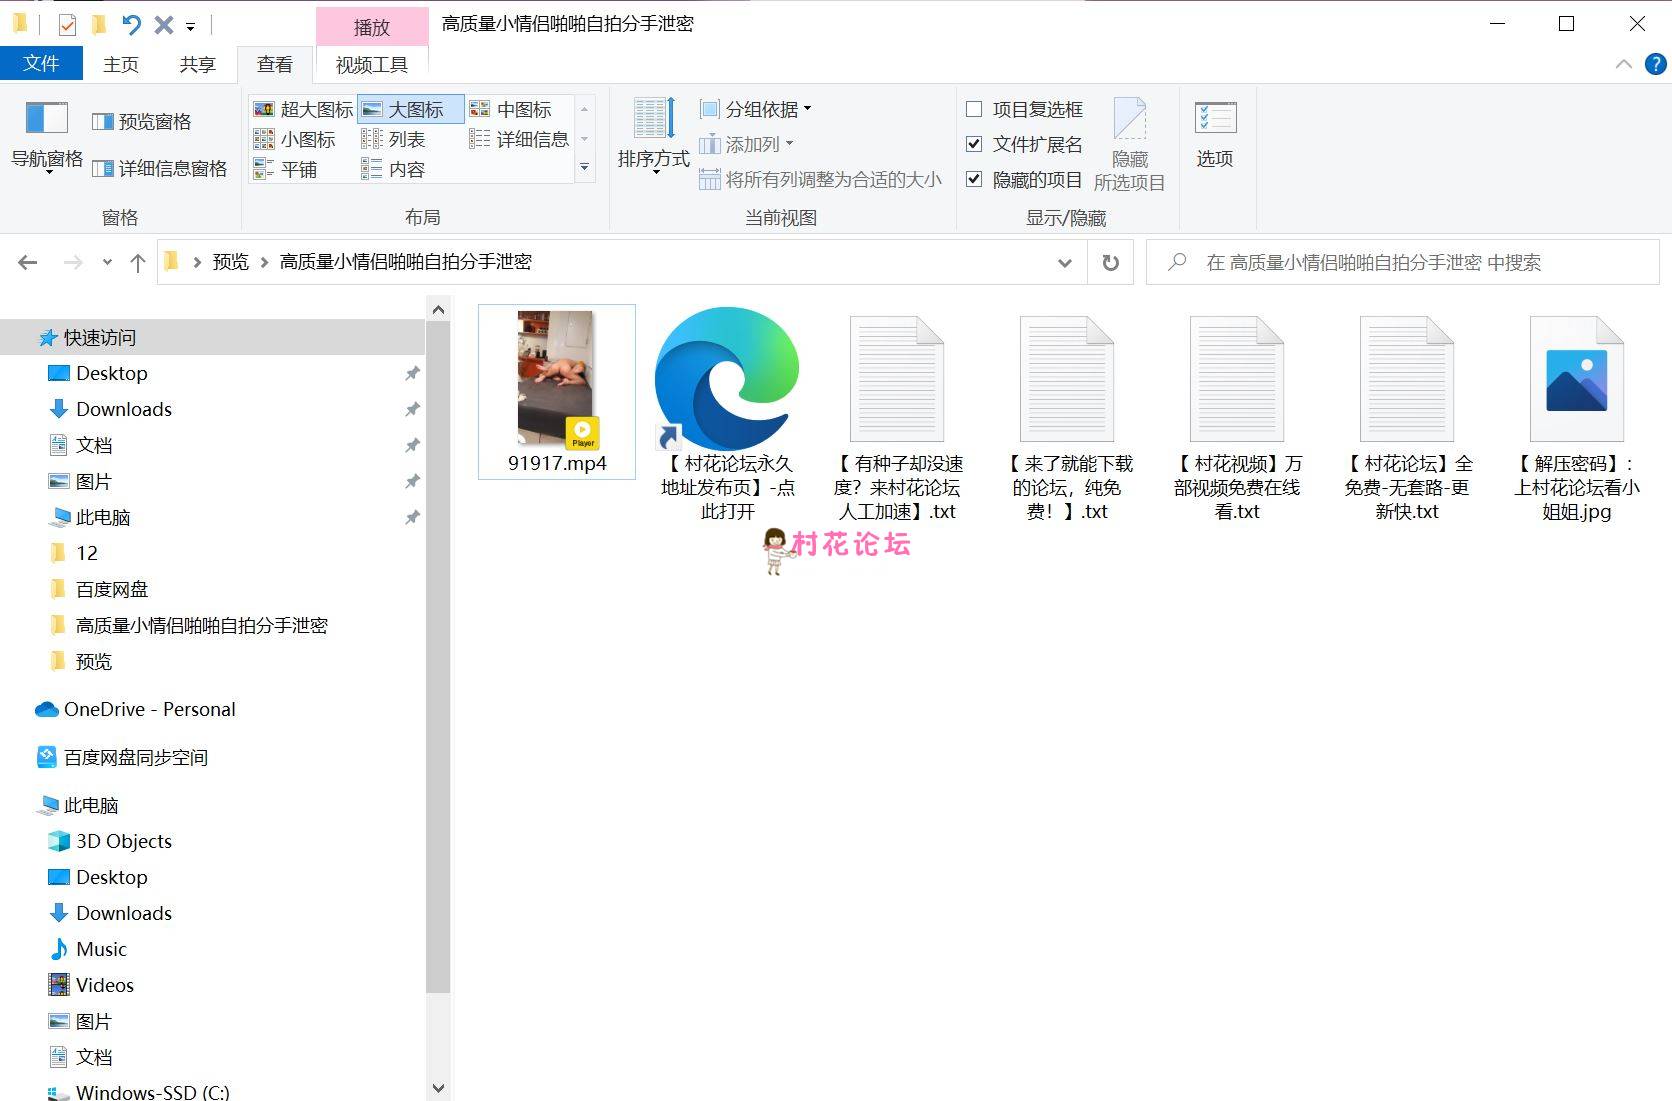 播放
高质量小情侣啪啪自拍分手泄密
文件
主页
共享
查看
视频工具
导航窗格
预览窗格
详细信息窗格
窗格
超大图标
大图标
中图标
小图标
列表
详细信息
平铺
内容
布局
排序方式
分组依据
添加列
将所有列调整为合适的大小
当前视图
项目复选框
文件扩展名
隐藏的项目
隐藏
所选项目
显示/隐藏
选项
预览
高质量小情侣啪啪自拍分手泄密
在 高质量小情侣啪啪自拍分手泄密 中搜索
快速访问
Desktop
Downloads
文档
图片
此电脑
12
百度网盘
高质量小情侣啪啪自拍分手泄密
预览
OneDrive - Personal
百度网盘同步空间
此电脑
3D Objects
Desktop
Downloads
Music
Videos
图片
文档
Windows-SSD (C:)
Player
91917.mp4
【 村花论坛永久
地址发布页】-点
此打开
【 有种子却没速
度？来村花论坛
人工加速】.txt
【 来了就能下载
的论坛，纯免
费！】.txt
【 村花视频】万
部视频免费在线
看.txt
【 村花论坛】全
免费-无套路-更
新快.txt
【 解压密码】：
上村花论坛看小
姐姐.jpg
村花论坛